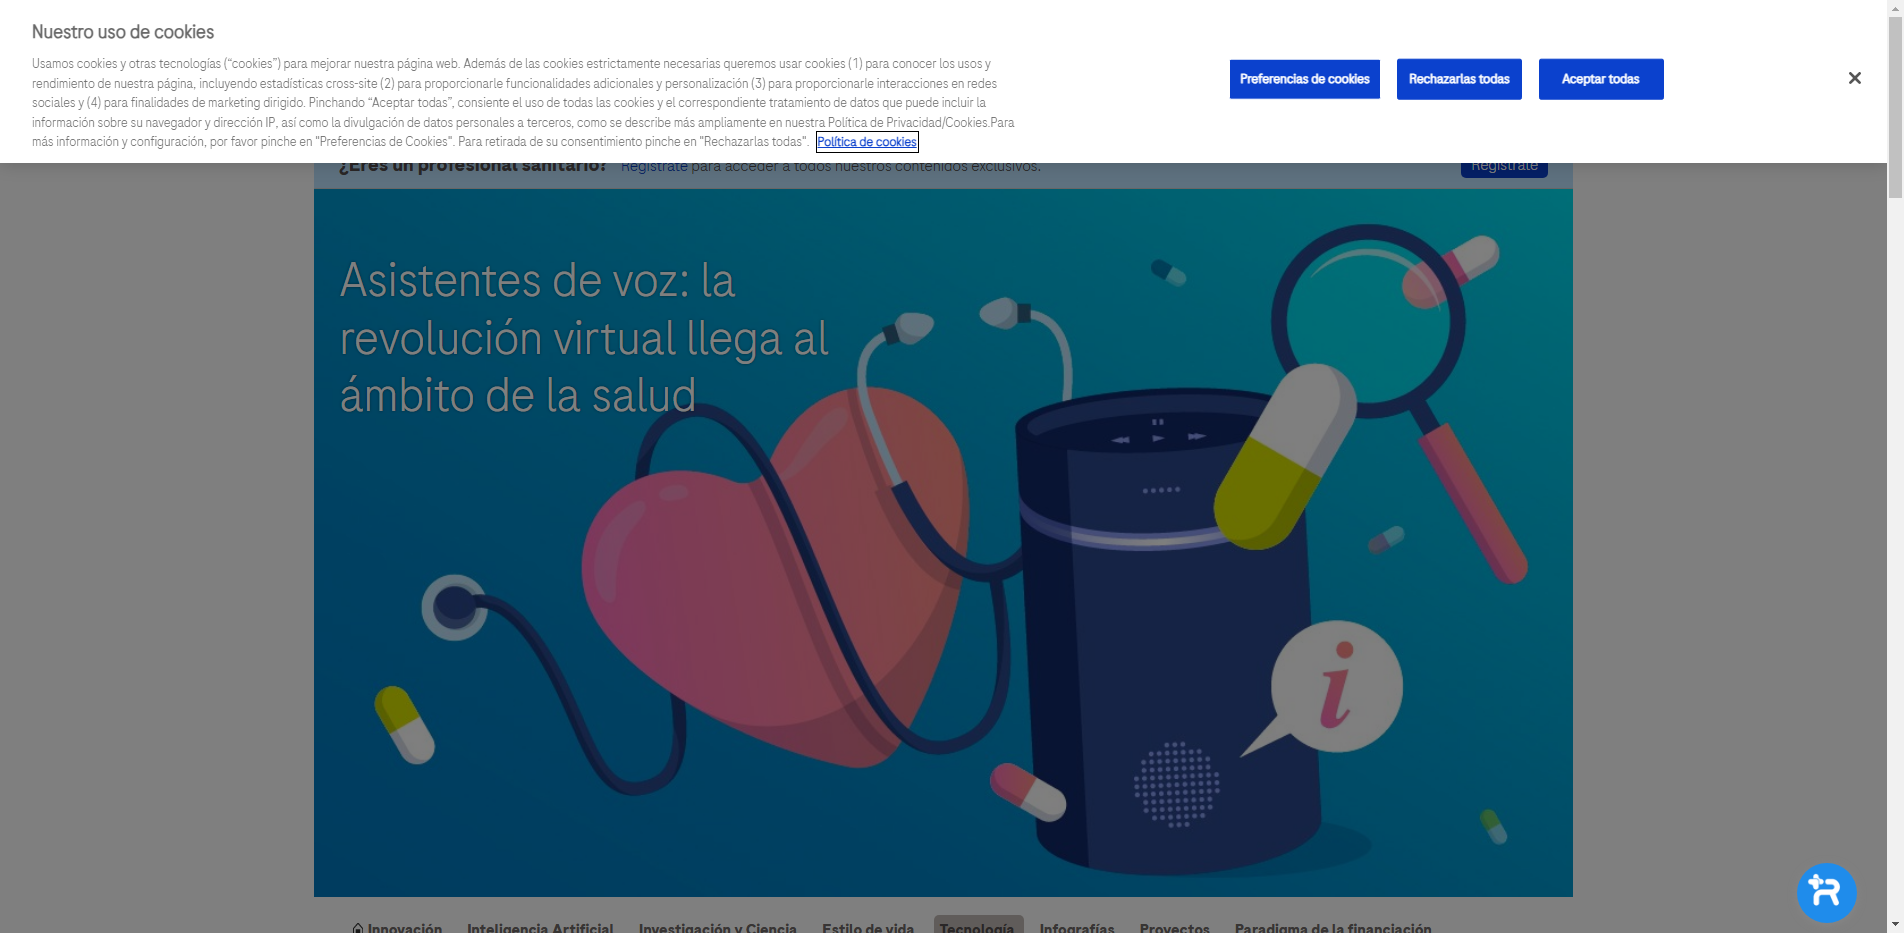 Nuestro uso de cookies
Usamos cookies y otras tecnologías (“cookies”) para mejorar nuestra página web. Además de las cookies estrictamente necesarias queremos usar cookies (1) para conocer los usos y
rendimiento de nuestra página, incluyendo estadísticas cross-site (2) para proporcionarle funcionalidades adicionales y personalización (3) para proporcionarle interacciones en redes
sociales y (4) para finalidades de marketing dirigido. Pinchando “Aceptar todas”, consiente el uso de todas las cookies y el correspondiente tratamiento de datos que puede incluir la
información sobre su navegador y dirección IP, así como la divulgación de datos personales a terceros, como se describe más ampliamente en nuestra Política de Privacidad/Cookies.Para
más información y configuración, por favor pinche en "Preferencias de Cookies". Para retirada de su consentimiento pinche en "Rechazarlas todas". Política de cookies
Preferencias de cookies
Rechazarlas todas
Aceptar todas
¿Eres un profesional sanitario? Regístrate para acceder a todos nuestros contenidos exclusivos.
Regístrate
Asistentes de voz: la
revolución virtual llega al
ámbito de la salud
i
R
Innovación Inteligencia Artificial Investigación y Ciencia Estilo de vida Tecnología Infografías Proyectos Paradigma de la financiación